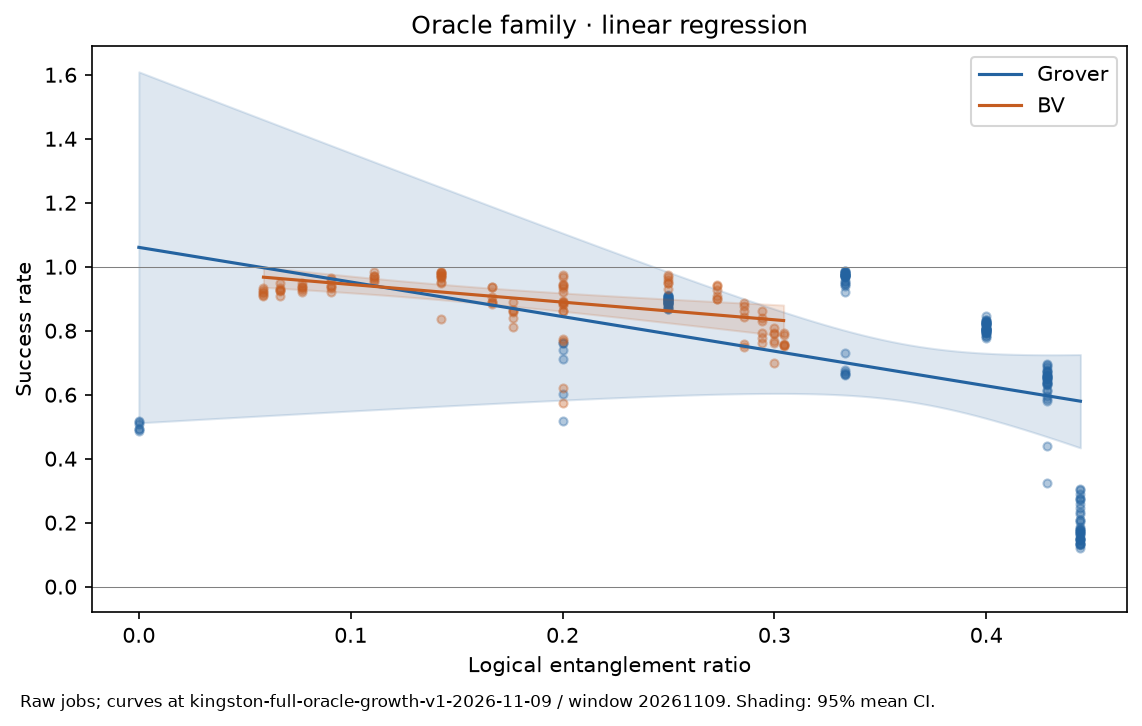 Oracle family · linear regression
Grover
BV
Success rate
1.6
1.4
1.2
1.0
0.8
0.6
0.4
0.2
0.0
0.0 0.1 0.2 0.3 0.4
Logical entanglement ratio
Raw jobs; curves at kingston-full-oracle-growth-v1-2026-11-09 / window 20261109. Shading: 95% mean CI.